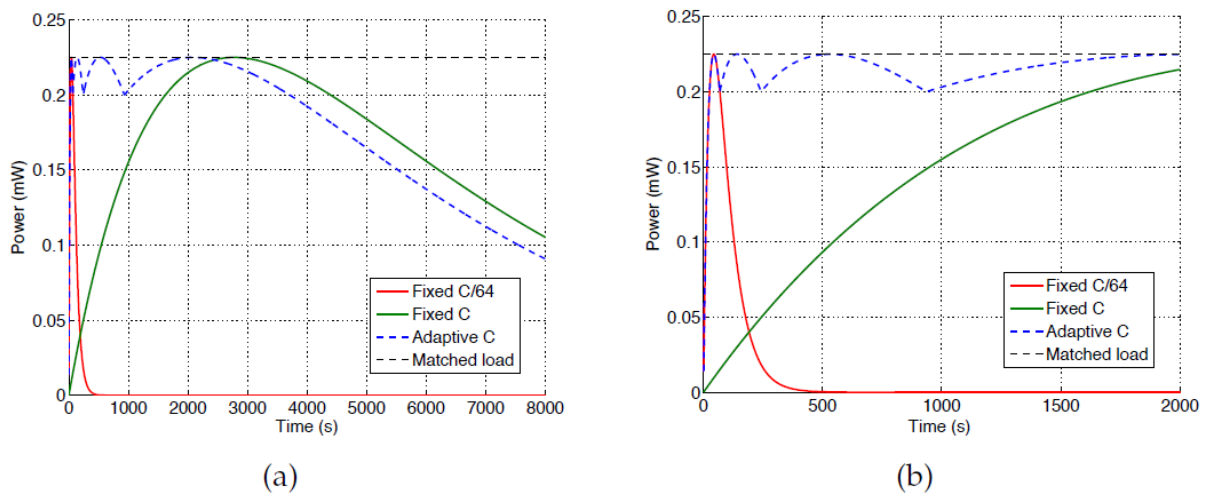 0.25
0.2
0.15
0.1
0.05
0
Power (mW)
0 1000 2000 3000 4000 5000 6000 7000 8000
Time (s)
Fixed C/64
Fixed C
Adaptive C
Matched load
(a)
0.25
0.2
0.15
0.1
0.05
0
Power (mW)
0 500 1000 1500 2000
Time (s)
Fixed C/64
Fixed C
Adaptive C
Matched load
(b)